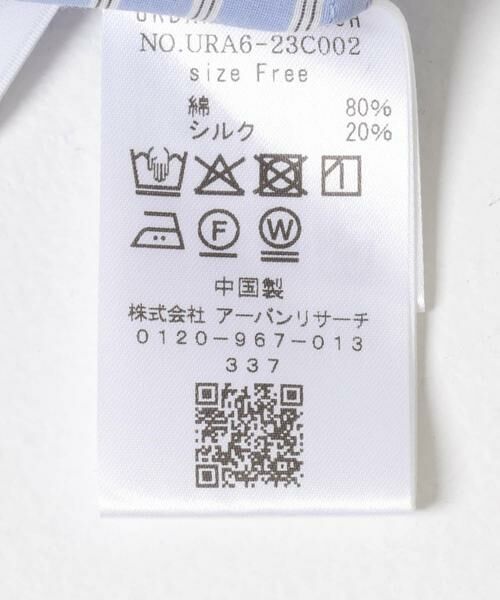 NO.URA6-23C002
size Free
綿 80%
シルク 20%
F W
中国製
株式会社 アーバンリサーチ
0120-967-013
337